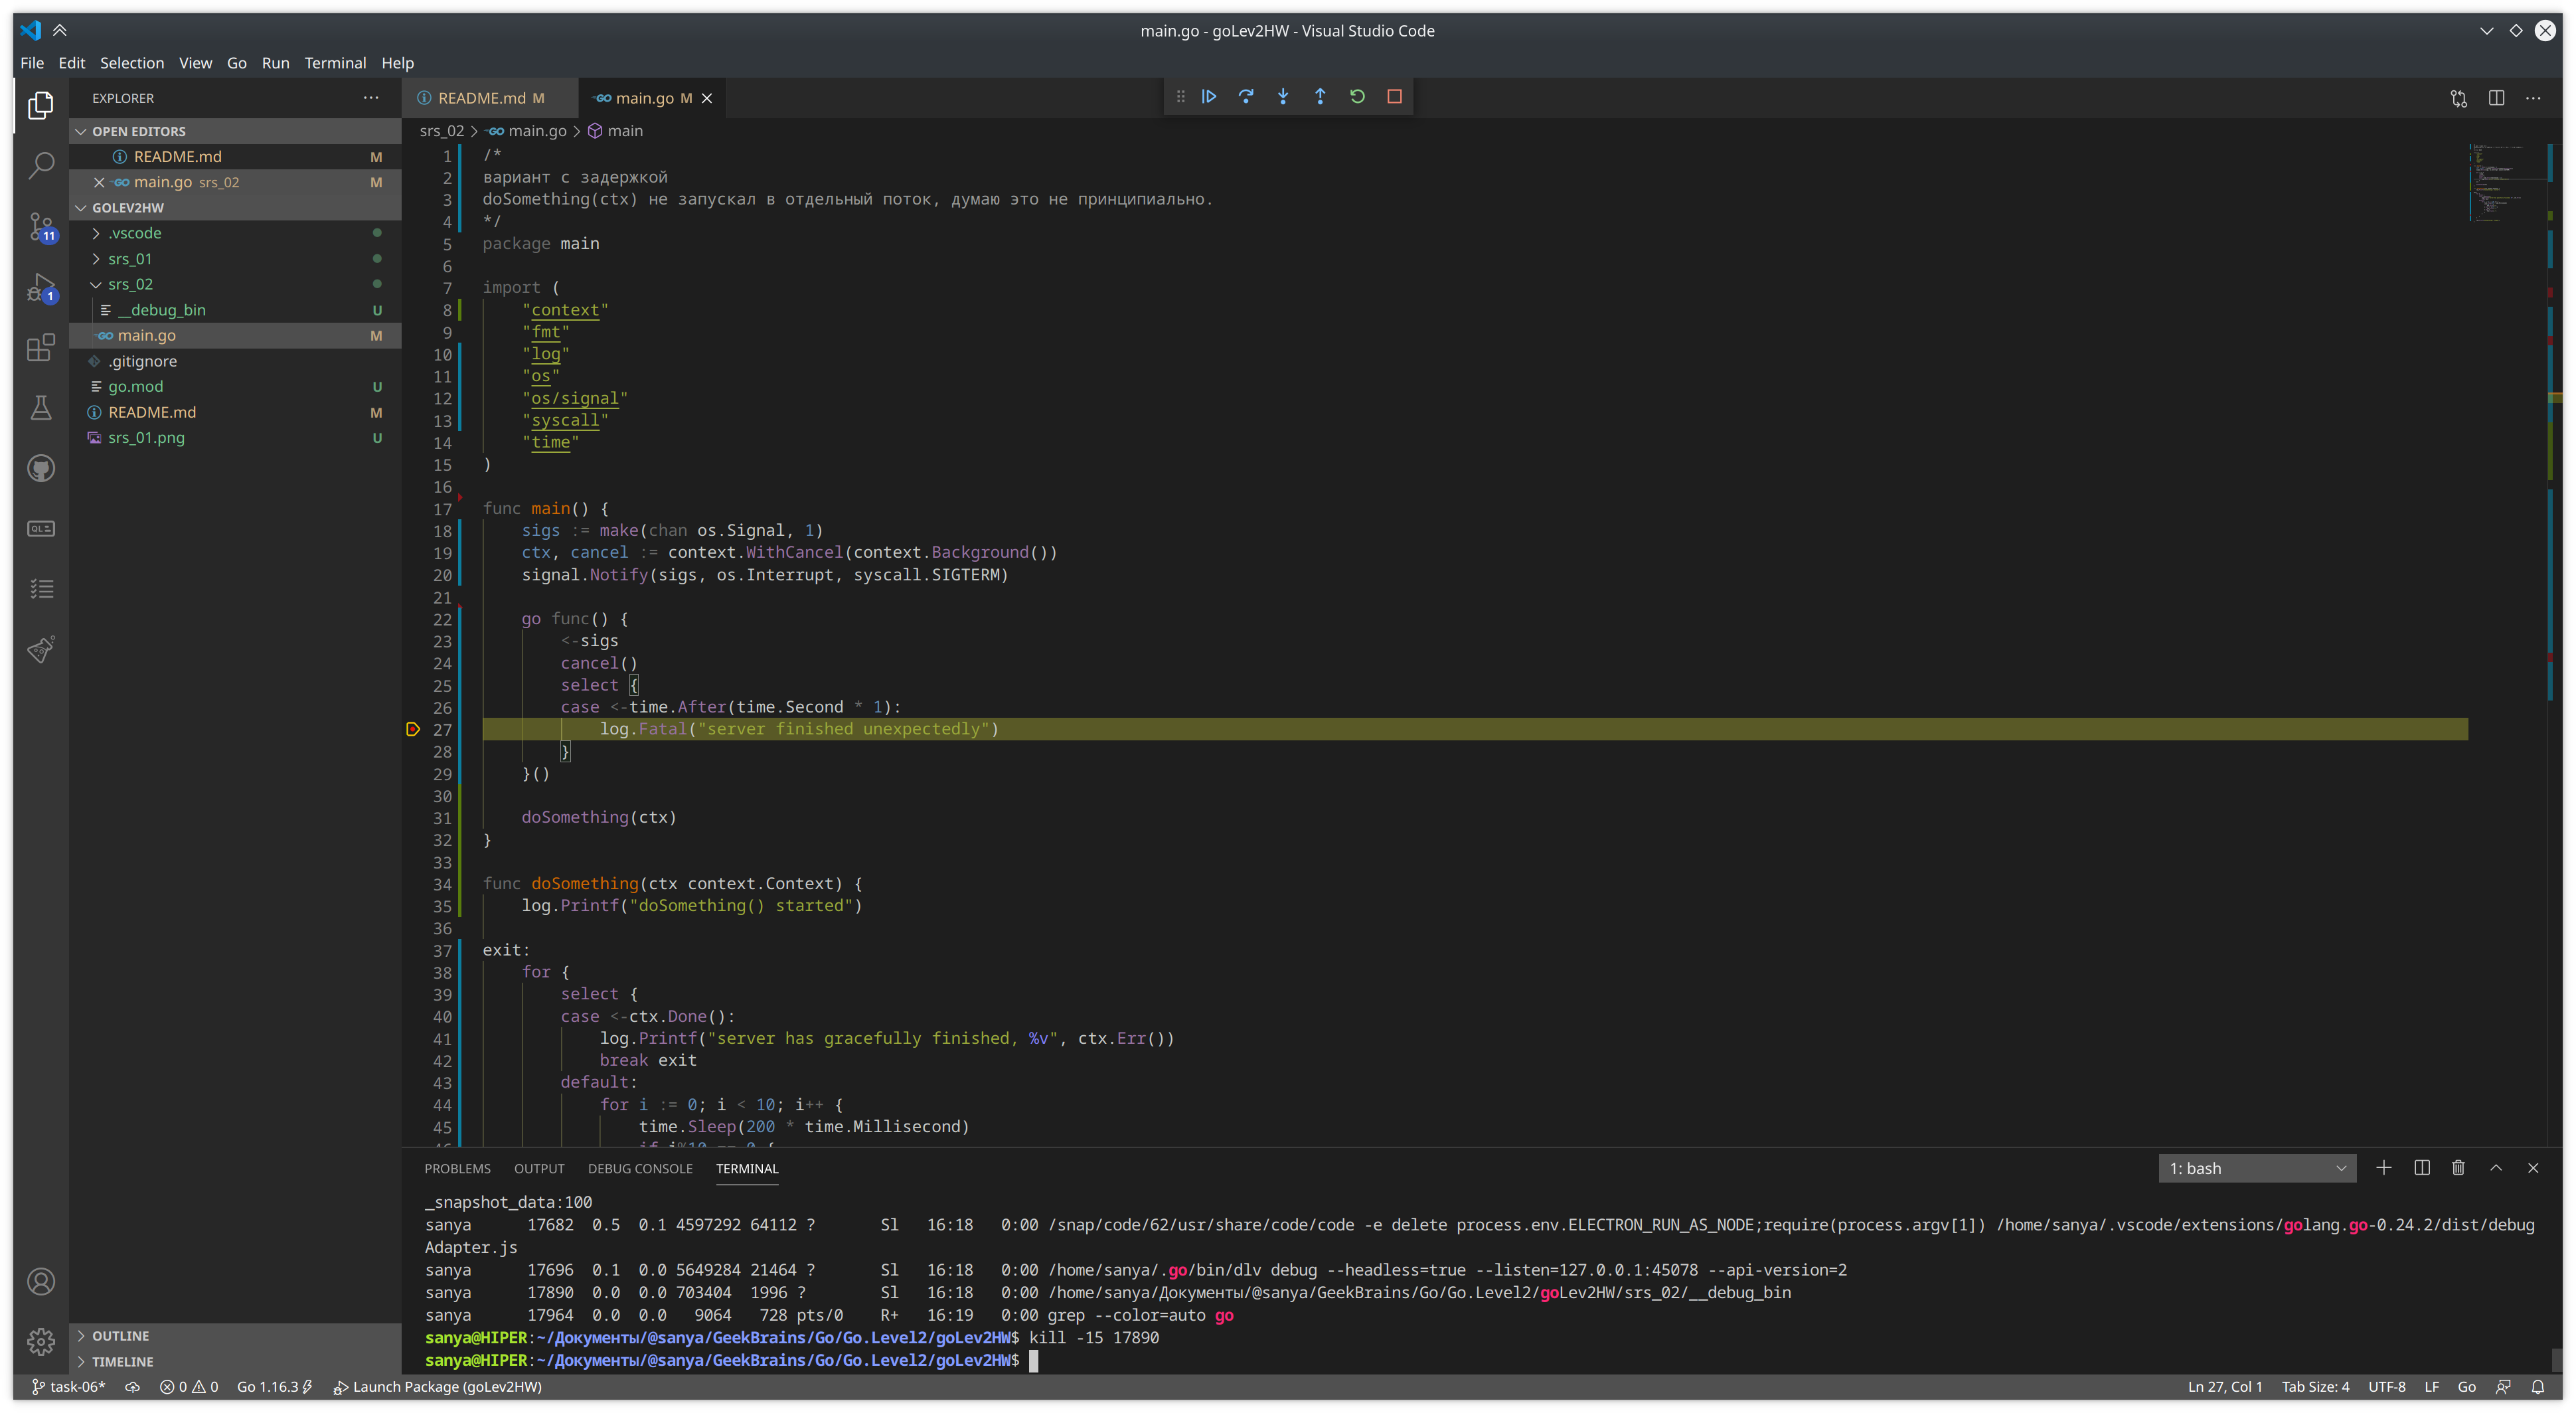 main.go - goLev2HW - Visual Studio Code
File Edit Selection View Go Run Terminal Help
EXPLORER
OPEN EDITORS
README.md M
main.go srs_02 M
GOLEV2HW
.vscode
srs_01
srs_02
__debug_bin U
main.go M
.gitignore
go.mod U
README.md M
srs_01.png U
OUTLINE
TIMELINE
11
1
QL
README.md M
main.go M
srs_02 > main.go > main
1 /*
2 вариант с задержкой
3 doSomething(ctx) не запускал в отдельный поток, думаю это не принципиально.
4 */
5 package main
6
7 import (
8 "context"
9 "fmt"
10 "log"
11 "os"
12 "os/signal"
13 "syscall"
14 "time"
15 )
16
17 func main() {
18 sigs := make(chan os.Signal, 1)
19 ctx, cancel := context.WithCancel(context.Background())
20 signal.Notify(sigs, os.Interrupt, syscall.SIGTERM)
21
22 go func() {
23 <-sigs
24 cancel()
25 select {
26 case <-time.After(time.Second * 1):
27 log.Fatal("server finished unexpectedly")
28 }
29 }()
30
31 doSomething(ctx)
32 }
33
34 func doSomething(ctx context.Context) {
35 log.Printf("doSomething() started")
36
37 exit:
38 for {
39 select {
40 case <-ctx.Done():
41 log.Printf("server has gracefully finished, %v", ctx.Err())
42 break exit
43 default:
44 for i := 0; i < 10; i++ {
45 time.Sleep(200 * time.Millisecond)
PROBLEMS OUTPUT DEBUG CONSOLE TERMINAL
1: bash
_snapshot_data:100
sanya 17682 0.5 0.1 4597292 64112 ? Sl 16:18 0:00 /snap/code/62/usr/share/code/code -e delete process.env.ELECTRON_RUN_AS_NODE;require(process.argv[1]) /home/sanya/.vscode/extensions/golang.go-0.24.2/dist/debug
Adapter.js
sanya 17696 0.1 0.0 5649284 21464 ? Sl 16:18 0:00 /home/sanya/.go/bin/dlv debug --headless=true --listen=127.0.0.1:45078 --api-version=2
sanya 17890 0.0 0.0 703404 1996 ? Sl 16:18 0:00 /home/sanya/Документы/@sanya/GeekBrains/Go/Go.Level2/goLev2HW/srs_02/__debug_bin
sanya 17964 0.0 0.0 9064 728 pts/0 R+ 16:19 0:00 grep --color=auto go
sanya@HIPER:~/Документы/@sanya/GeekBrains/Go/Go.Level2/goLev2HW$ kill -15 17890
sanya@HIPER:~/Документы/@sanya/GeekBrains/Go/Go.Level2/goLev2HW$
task-06* 0 0 Go 1.16.3 Launch Package (goLev2HW) Ln 27, Col 1 Tab Size: 4 UTF-8 LF Go